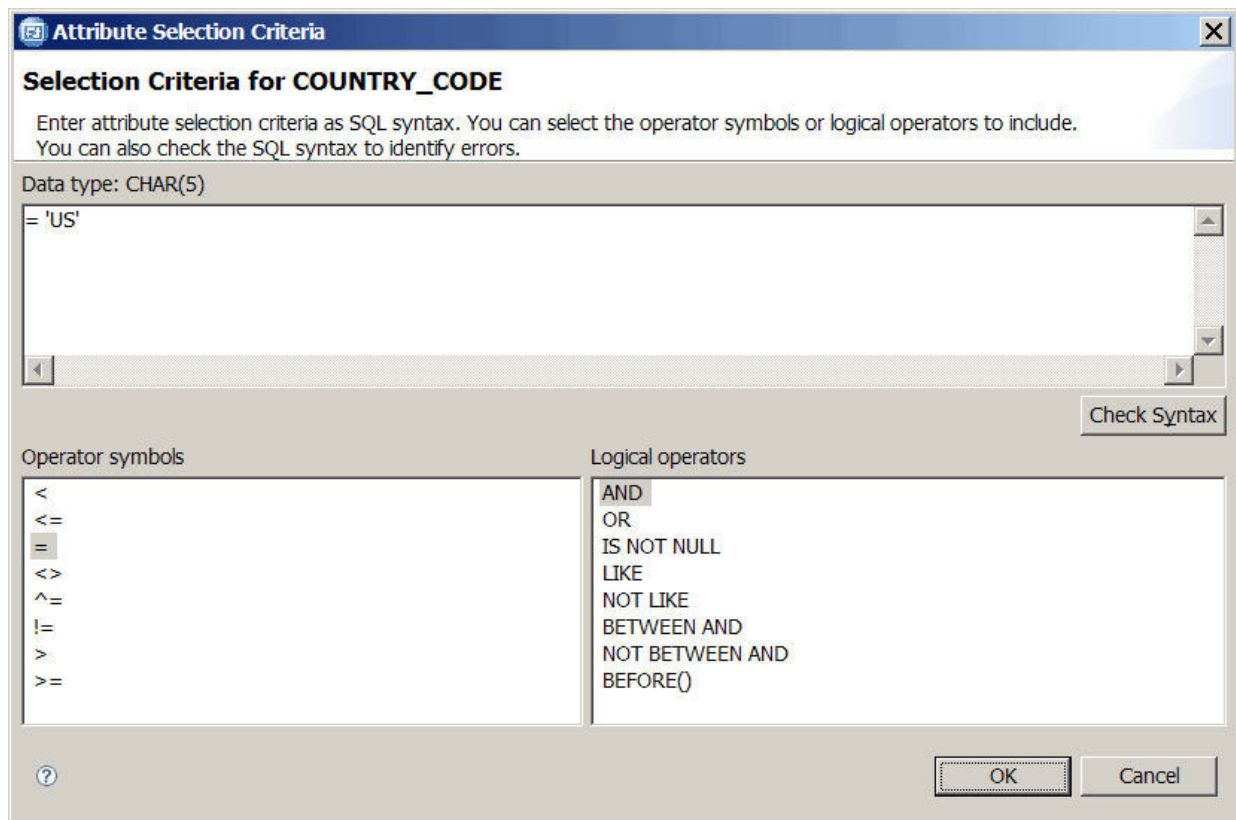 Attribute Selection Criteria
Selection Criteria for COUNTRY_CODE
Enter attribute selection criteria as SQL syntax. You can select the operator symbols or logical operators to include.
You can also check the SQL syntax to identify errors.
Data type: CHAR(5)
= 'US'
Check Syntax
Operator symbols
<
<=
=
<>
^=
!=
>
>=
Logical operators
AND
OR
IS NOT NULL
LIKE
NOT LIKE
BETWEEN AND
NOT BETWEEN AND
BEFORE()
?
OK
Cancel